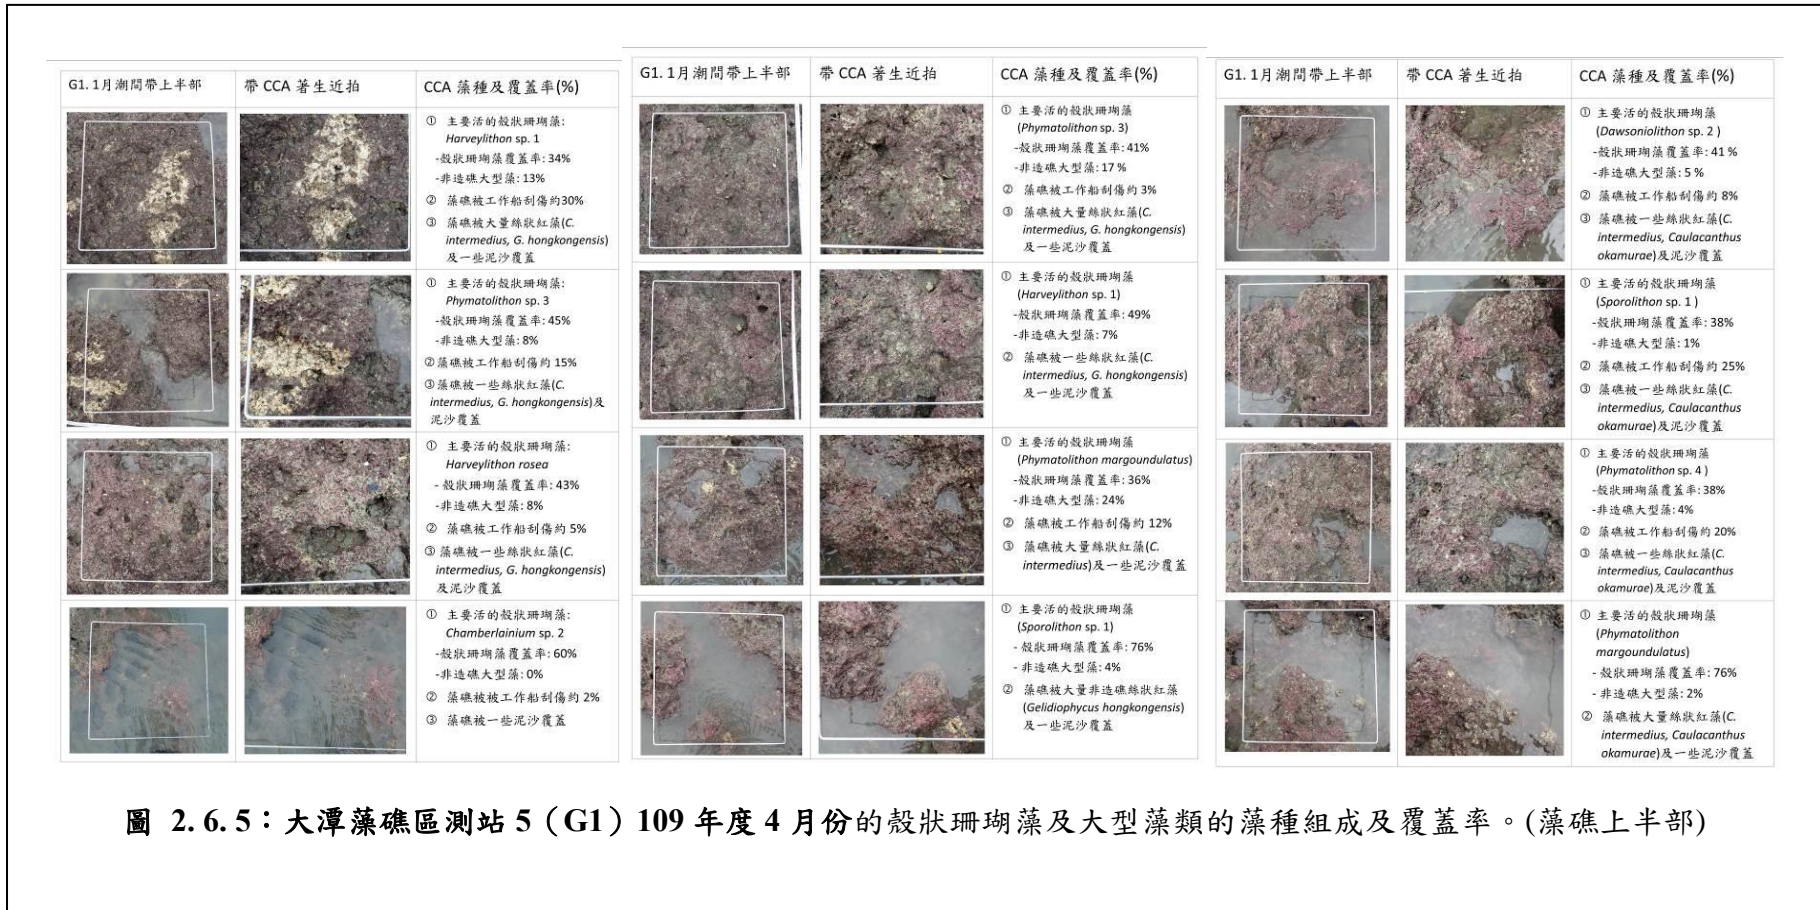 G1. 1月潮間帶上半部
帶 CCA 著生近拍
CCA 藻種及覆蓋率(%)
① 主要活的殼狀珊瑚藻:
Harveylithon sp. 1
-殼狀珊瑚藻覆蓋率: 34%
-非造礁大型藻: 13%
② 藻礁被工作船刮傷約30%
③ 藻礁被大量絲狀紅藻(C.
intermedius, G. hongkongensis)
及一些泥沙覆蓋
① 主要活的殼狀珊瑚藻:
Phymatolithon sp. 3
-殼狀珊瑚藻覆蓋率: 45%
-非造礁大型藻: 8%
②藻礁被工作船刮傷約 15%
③藻礁被一些絲狀紅藻(C.
intermedius, G. hongkongensis)及
泥沙覆蓋
① 主要活的殼狀珊瑚藻:
Harveylithon rosea
- 殼狀珊瑚藻覆蓋率: 43%
-非造礁大型藻: 8%
② 藻礁被工作船刮傷約 5%
③ 藻礁被一些絲狀紅藻(C.
intermedius, G. hongkongensis)
及泥沙覆蓋
① 主要活的殼狀珊瑚藻:
Chamberlainium sp. 2
-殼狀珊瑚藻覆蓋率: 60%
-非造礁大型藻: 0%
② 藻礁被被工作船刮傷約 2%
③ 藻礁被一些泥沙覆蓋
G1. 1月潮間帶上半部
帶 CCA 著生近拍
CCA 藻種及覆蓋率(%)
① 主要活的殼狀珊瑚藻
(Phymatolithon sp. 3)
-殼狀珊瑚藻覆蓋率: 41%
-非造礁大型藻: 17 %
② 藻礁被工作船刮傷約 3%
③ 藻礁被大量絲狀紅藻(C.
intermedius, G. hongkongensis)
及一些泥沙覆蓋
① 主要活的殼狀珊瑚藻
(Harveylithon sp. 1)
-殼狀珊瑚藻覆蓋率: 49%
-非造礁大型藻: 7%
② 藻礁被一些絲狀紅藻(C.
intermedius, G. hongkongensis)
及一些泥沙覆蓋
① 主要活的殼狀珊瑚藻
(Phymatolithon margoundulatus)
-殼狀珊瑚藻覆蓋率: 36%
-非造礁大型藻: 24%
② 藻礁被工作船刮傷約 12%
③ 藻礁被大量絲狀紅藻(C.
intermedius)及一些泥沙覆蓋
① 主要活的殼狀珊瑚藻
(Sporolithon sp. 1)
- 殼狀珊瑚藻覆蓋率: 76%
- 非造礁大型藻: 4%
② 藻礁被大量非造礁絲狀紅藻
(Gelidiophycus hongkongensis)
及一些泥沙覆蓋
G1. 1月潮間帶上半部
帶 CCA 著生近拍
CCA 藻種及覆蓋率(%)
① 主要活的殼狀珊瑚藻
(Dawsoniolithon sp. 2 )
-殼狀珊瑚藻覆蓋率: 41 %
-非造礁大型藻: 5 %
② 藻礁被工作船刮傷約 8%
③ 藻礁被一些絲狀紅藻(C.
intermedius, Caulacanthus
okamurae)及泥沙覆蓋
① 主要活的殼狀珊瑚藻
(Sporolithon sp. 1 )
-殼狀珊瑚藻覆蓋率: 38%
-非造礁大型藻: 1%
② 藻礁被工作船刮傷約 25%
③ 藻礁被一些絲狀紅藻(C.
intermedius, Caulacanthus
okamurae)及泥沙覆蓋
① 主要活的殼狀珊瑚藻
(Phymatolithon sp. 4 )
-殼狀珊瑚藻覆蓋率: 38%
-非造礁大型藻: 4%
② 藻礁被工作船刮傷約 20%
③ 藻礁被一些絲狀紅藻(C.
intermedius, Caulacanthus
okamurae)及泥沙覆蓋
① 主要活的殼狀珊瑚藻
(Phymatolithon
margoundulatus)
- 殼狀珊瑚藻覆蓋率: 76%
- 非造礁大型藻: 2%
② 藻礁被大量絲狀紅藻(C.
intermedius, Caulacanthus
okamurae)及一些泥沙覆蓋
圖 2.6.5：大潭藻礁區測站 5（G1）109 年度 4 月份的殼狀珊瑚藻及大型藻類的藻種組成及覆蓋率。(藻礁上半部)